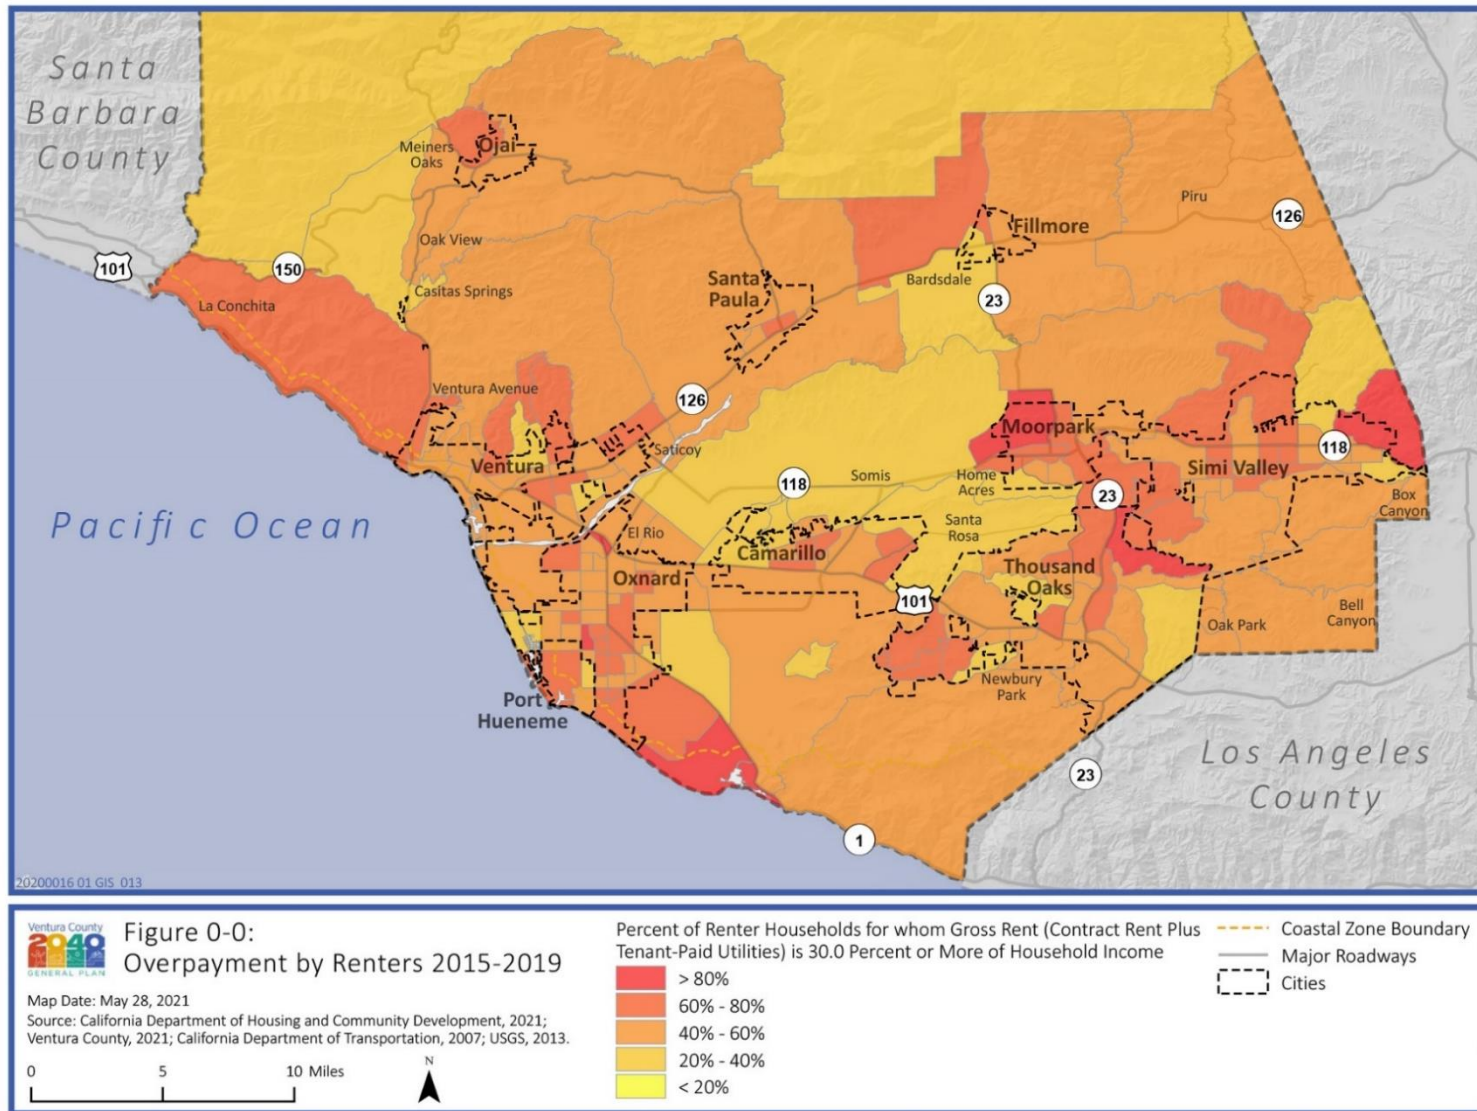 Santa
Barbara
County
Meiners
Oaks
Ojai
Piru
126
Oak View
Fillmore
101
150
Casitas Springs
Santa
Paula
Bardsdale
23
La Conchita
Ventura Avenue
126
Moorpark
Saticoy
118
Ventura
Simi Valley
118
Somis
Home
Acres
23
Box
Canyon
Pacific Ocean
El Rio
Santa
Rosa
Camarillo
Oxnard
Thousand
Oaks
101
Oak Park
Bell
Canyon
Newbury
Park
Port
Hueneme
Los Angeles
County
23
1
20200016 01 GIS 013
Ventura County
2040
GENERAL PLAN
Figure 0-0:
Overpayment by Renters 2015-2019
Map Date: May 28, 2021
Source: California Department of Housing and Community Development, 2021;
Ventura County, 2021; California Department of Transportation, 2007; USGS, 2013.
0 5 10 Miles
N
Percent of Renter Households for whom Gross Rent (Contract Rent Plus
Tenant-Paid Utilities) is 30.0 Percent or More of Household Income
> 80%
60% - 80%
40% - 60%
20% - 40%
< 20%
Coastal Zone Boundary
Major Roadways
Cities